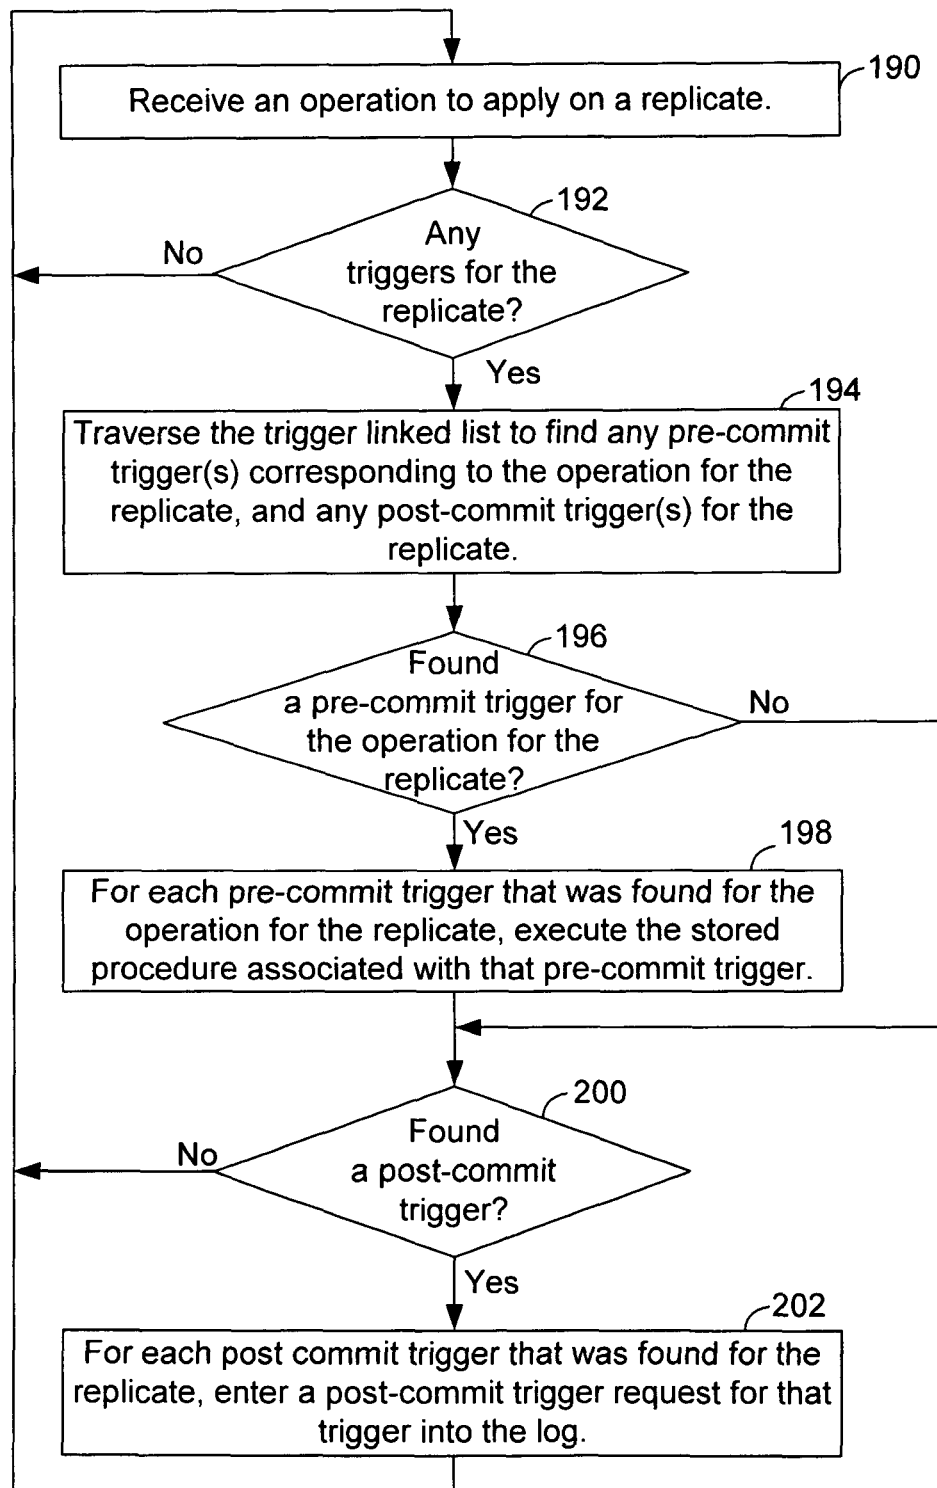 190
Receive an operation to apply on a replicate.
192
Any
triggers for the
replicate?
No
Yes
194
Traverse the trigger linked list to find any pre-commit
trigger(s) corresponding to the operation for the
replicate, and any post-commit trigger(s) for the
replicate.
196
Found
a pre-commit trigger for
the operation for the
replicate?
No
Yes
198
For each pre-commit trigger that was found for the
operation for the replicate, execute the stored
procedure associated with that pre-commit trigger.
200
Found
a post-commit
trigger?
No
Yes
202
For each post commit trigger that was found for the
replicate, enter a post-commit trigger request for that
trigger into the log.